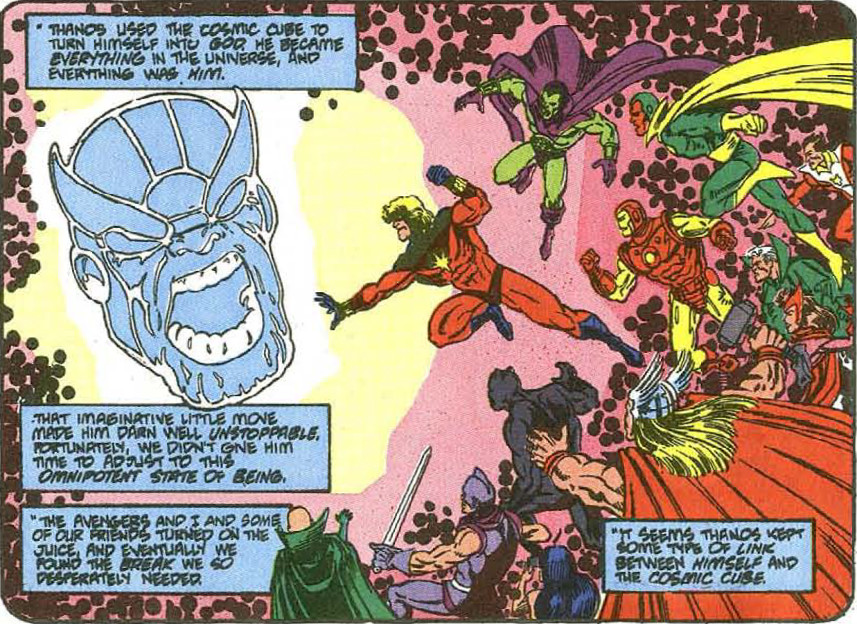 "THANOS USED THE COSMIC CUBE TO
TURN HIMSELF INTO GOD. HE BECAME
EVERYTHING IN THE UNIVERSE, AND
EVERYTHING WAS HIM.
THAT IMAGINATIVE LITTLE MOVE
MADE HIM DARN WELL UNSTOPPABLE.
FORTUNATELY, WE DIDN'T GIVE HIM
TIME TO ADJUST TO THIS
OMNIPOTENT STATE OF BEING.
"THE AVENGERS AND I AND SOME
OF OUR FRIENDS TURNED ON THE
JUICE, AND EVENTUALLY WE
FOUND THE BREAK WE SO
DESPERATELY NEEDED.
"IT SEEMS THANOS KEPT
SOME TYPE OF LINK
BETWEEN HIMSELF AND
THE COSMIC CUBE.